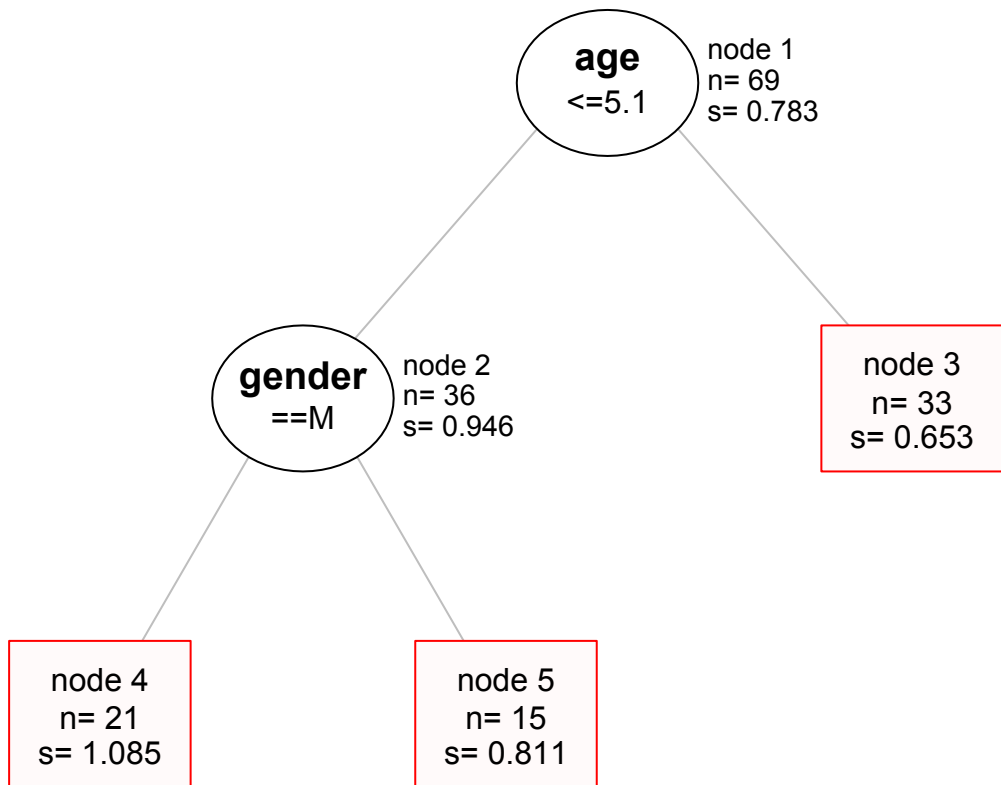 age
<=5.1
node 1
n= 69
s= 0.783
gender
==M
node 2
n= 36
s= 0.946
node 3
n= 33
s= 0.653
node 4
n= 21
s= 1.085
node 5
n= 15
s= 0.811